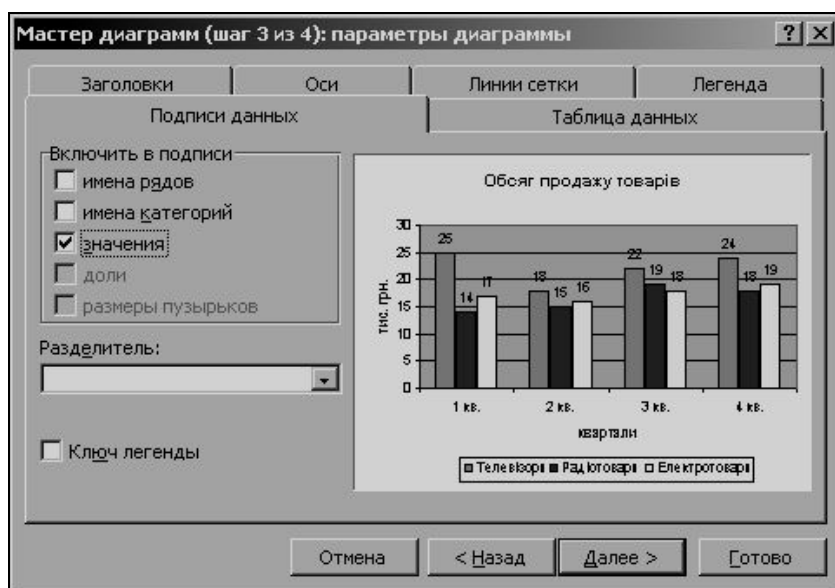 Мастер диаграмм (шаг 3 из 4): параметры диаграммы
Заголовки Оси Линии сетки Легенда
Подписи данных Таблица данных
Включить в подписи
имена рядов
имена категорий
значения
доли
размеры пузырьков
Разделитель:
Ключ легенды
Обсяг продажу товарів
тис. грн.
30
25
20
15
10
5
0
25 14 17 18 15 16 22 19 18 24 18 19
1 кв. 2 кв. 3 кв. 4 кв.
квартали
Телевізори Радіотовари Електротовари
Отмена < Назад Далее > Готово